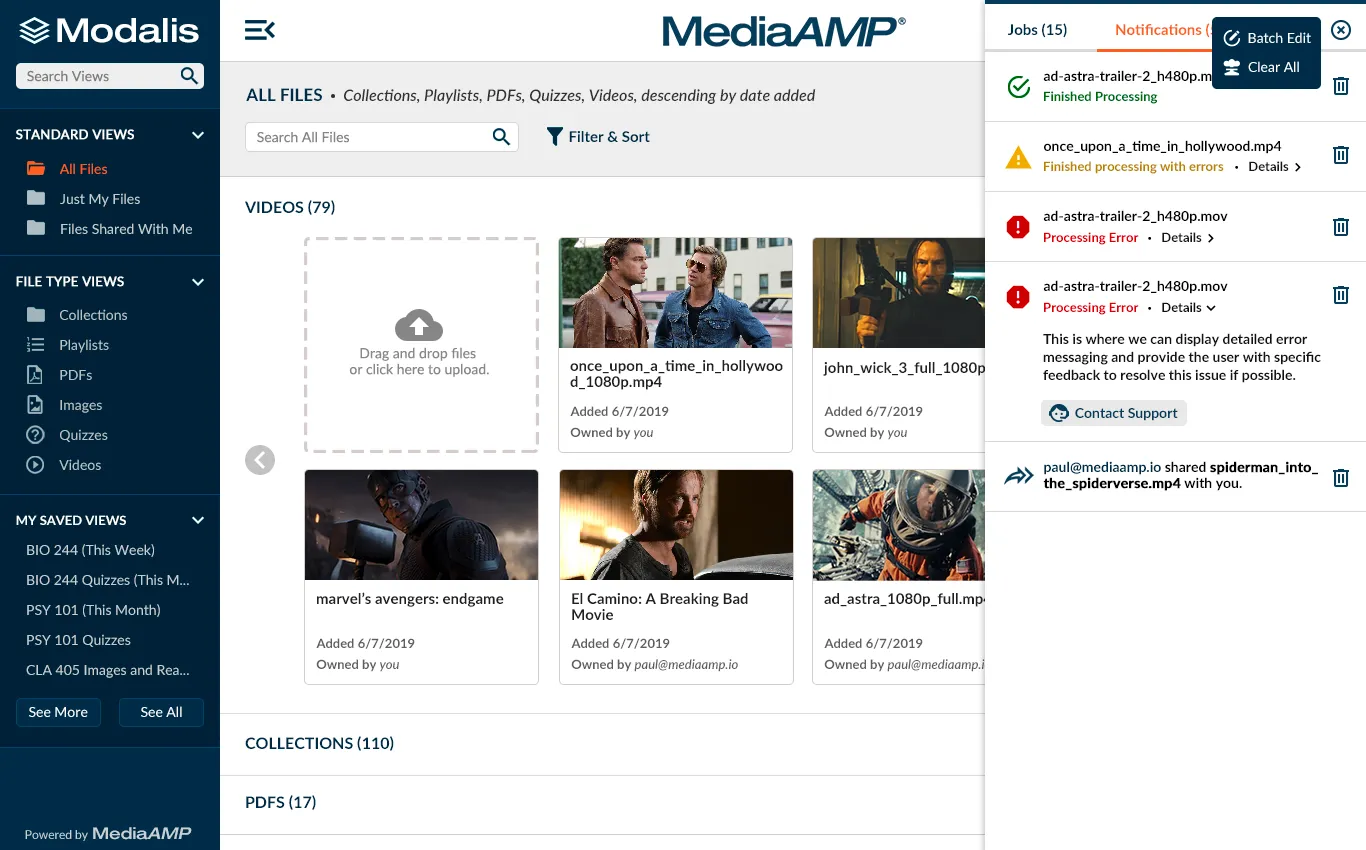 Modalis
Search Views
STANDARD VIEWS
All Files
Just My Files
Files Shared With Me
FILE TYPE VIEWS
Collections
Playlists
PDFs
Images
Quizzes
Videos
MY SAVED VIEWS
BIO 244 (This Week)
BIO 244 Quizzes (This M...
PSY 101 (This Month)
PSY 101 Quizzes
CLA 405 Images and Rea...
See More
See All
Powered by MediaAMP
MediaAMP®
ALL FILES • Collections, Playlists, PDFs, Quizzes, Videos, descending by date added
Search All Files
Filter & Sort
VIDEOS (79)
Drag and drop files
or click here to upload.
once_upon_a_time_in_hollywoo
d_1080p.mp4
Added 6/7/2019
Owned by you
john_wick_3_full_1080p
Added 6/7/2019
Owned by you
marvel's avengers: endgame
Added 6/7/2019
Owned by you
El Camino: A Breaking Bad
Movie
Added 6/7/2019
Owned by paul@mediaamp.io
ad_astra_1080p_full.mp4
Added 6/7/2019
Owned by paul@mediaamp.i
COLLECTIONS (110)
PDFS (17)
Jobs (15)
Notifications (
Batch Edit
Clear All
ad-astra-trailer-2_h480p.m
Finished Processing
once_upon_a_time_in_hollywood.mp4
Finished processing with errors • Details
ad-astra-trailer-2_h480p.mov
Processing Error • Details
ad-astra-trailer-2_h480p.mov
Processing Error • Details
This is where we can display detailed error
messaging and provide the user with specific
feedback to resolve this issue if possible.
Contact Support
paul@mediaamp.io shared spiderman_into_
the_spiderverse.mp4 with you.